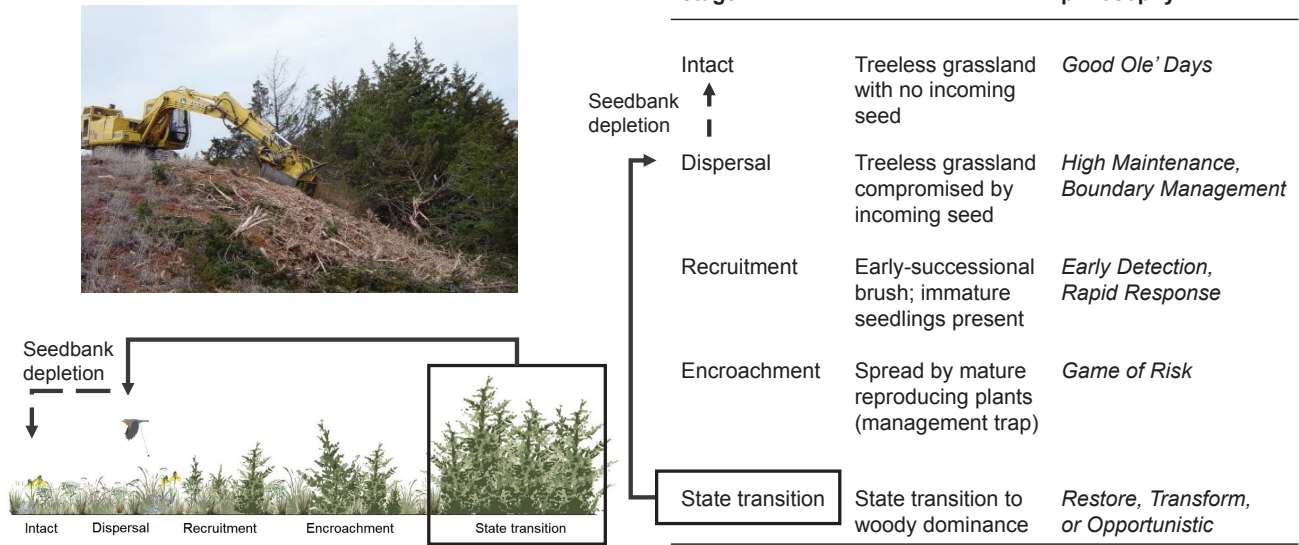 Seedbank
depletion
Intact
Dispersal
Recruitment
Encroachment
State transition
Seedbank
depletion
Intact
Treeless grassland
with no incoming
seed
Good Ole’ Days
Dispersal
Treeless grassland
compromised by
incoming seed
High Maintenance,
Boundary Management
Recruitment
Early-successional
brush; immature
seedlings present
Early Detection,
Rapid Response
Encroachment
Spread by mature
reproducing plants
(management trap)
Game of Risk
State transition
State transition to
woody dominance
Restore, Transform,
or Opportunistic